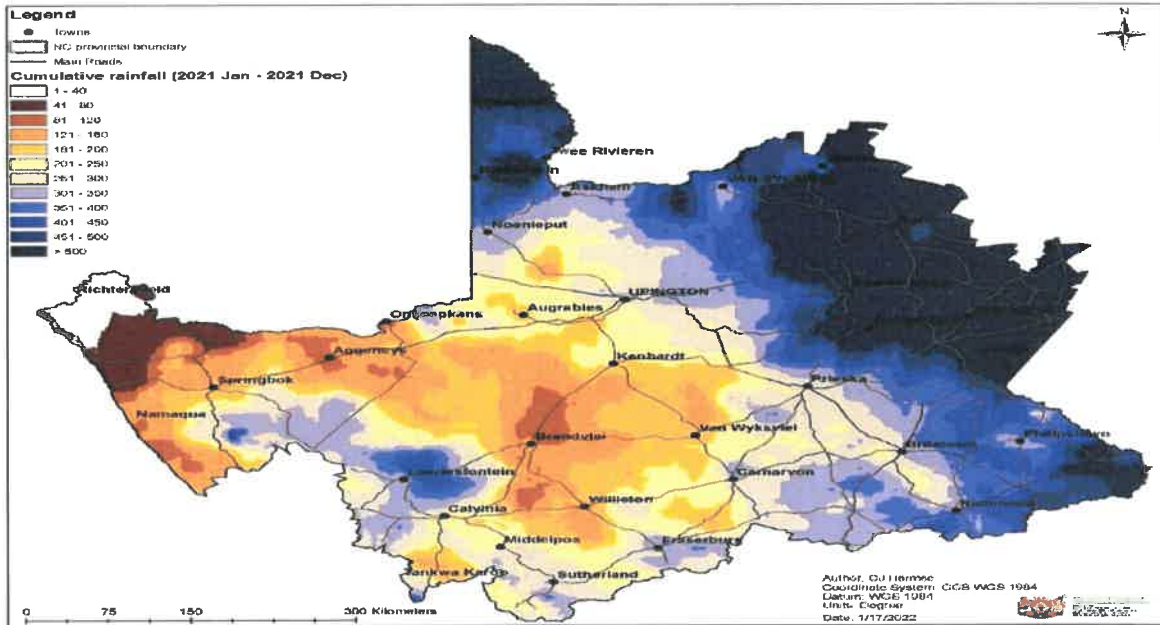 Legend
Towns
NC provincial boundary
Main Roads
Cumulative rainfall (2021 Jan - 2021 Dec)
1 - 40
41 - 80
81 - 120
121 - 160
161 - 200
201 - 250
251 - 300
301 - 350
351 - 400
401 - 450
451 - 500
> 500
N
Twee Rivieren
Askham
Noenieput
UPINGTON
Augrabies
Onseepkans
Aggeneys
Springbok
Namaqua
Kenhardt
Prieska
Brandvlei
Van Wyksvlei
Philipstown
Britstown
Loeriesfontein
Carnarvon
Williston
Richmond
Calvinia
Middelpos
Fraserburg
Tankwa Karoo
Sutherland
0 75 150 300 Kilometers
Coordinate System: GCS WGS 1984
Datum: WGS 1984
Units: Degree
Date: 1/17/2022